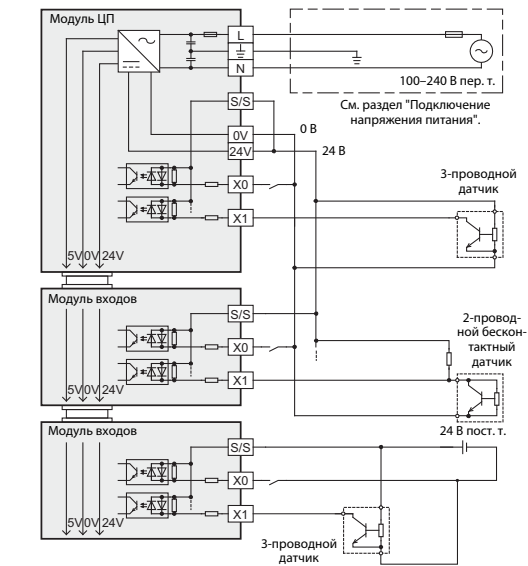 Модуль ЦП
L
N
100–240 В пер. т.
См. раздел "Подключение
напряжения питания".
S/S
0V
0 В
24V
24 В
X0
X1
3-проводной
датчик
5V 0V 24V
Модуль входов
S/S
X0
X1
2-провод-
ной бескон-
тактный
датчик
5V 0V 24V
Модуль входов
24 В пост. т.
S/S
X0
X1
5V 0V 24V
3-проводной
датчик